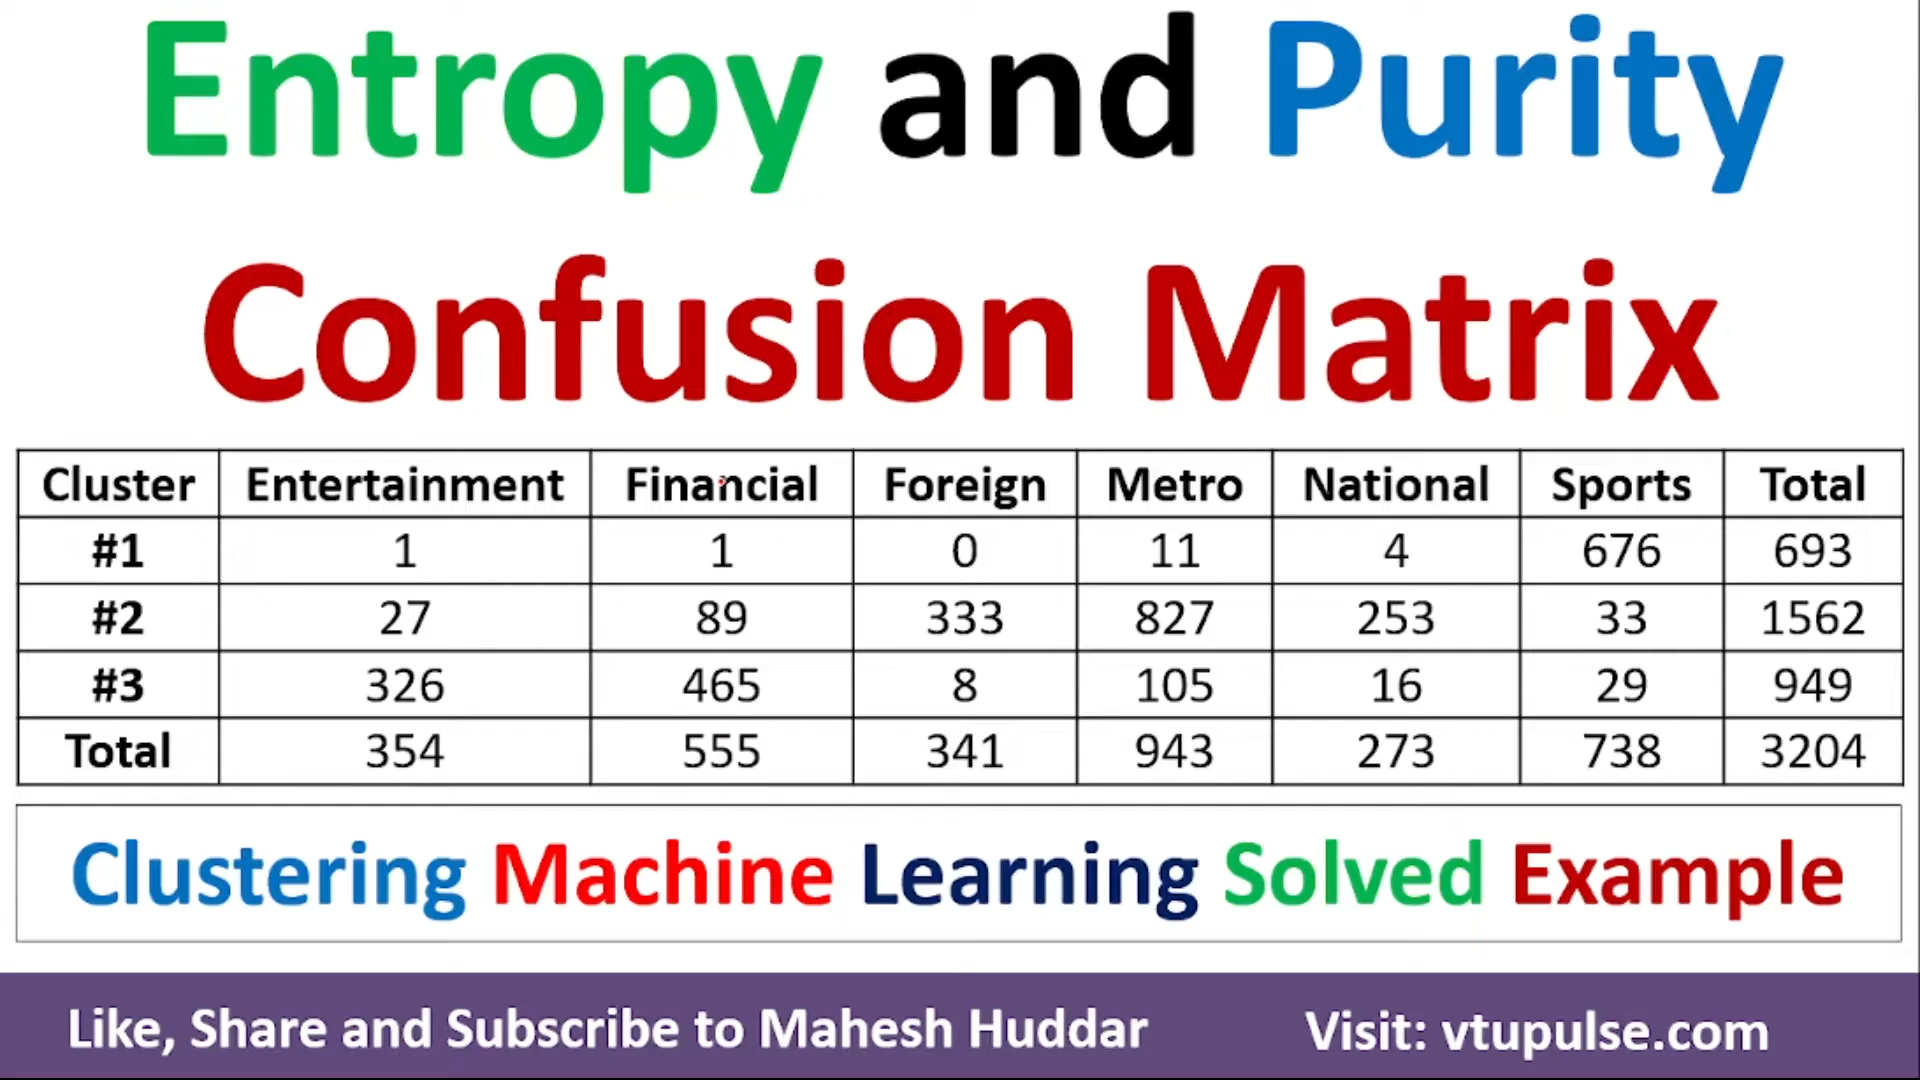 Entropy and Purity
Confusion Matrix
Cluster Entertainment Financial Foreign Metro National Sports Total
#1 1 1 0 11 4 676 693
#2 27 89 333 827 253 33 1562
#3 326 465 8 105 16 29 949
Total 354 555 341 943 273 738 3204
Clustering Machine Learning Solved Example
Like, Share and Subscribe to Mahesh Huddar Visit: vtupulse.com